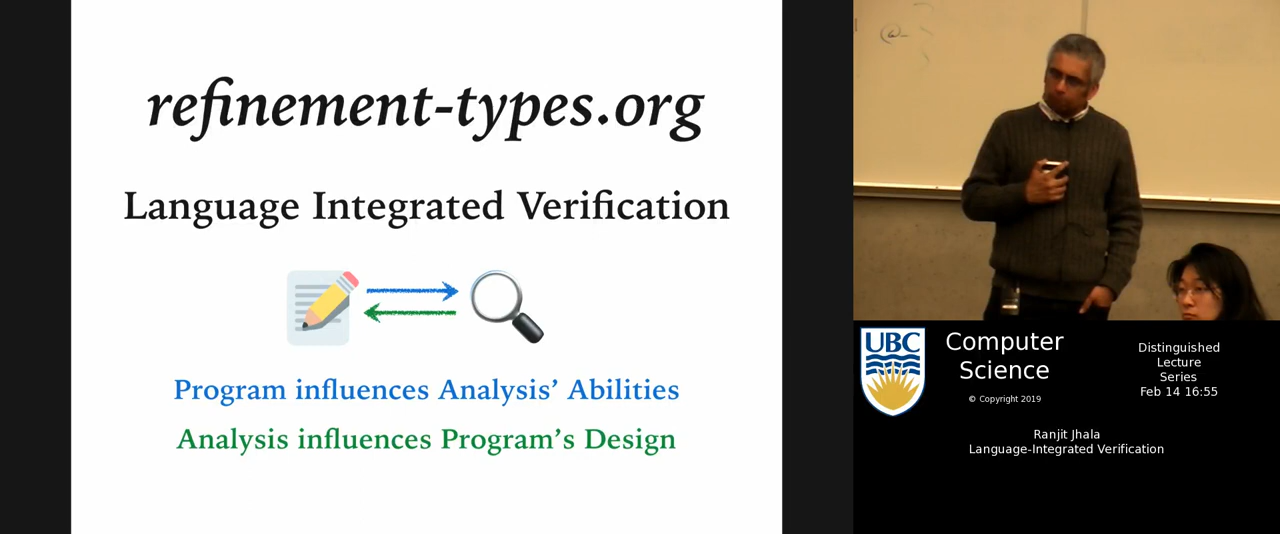 refinement-types.org
Language Integrated Verification
Program influences Analysis’ Abilities
Analysis influences Program’s Design
UBC
Computer
Science
© Copyright 2019
Distinguished
Lecture
Series
Feb 14 16:55
Ranjit Jhala
Language-Integrated Verification